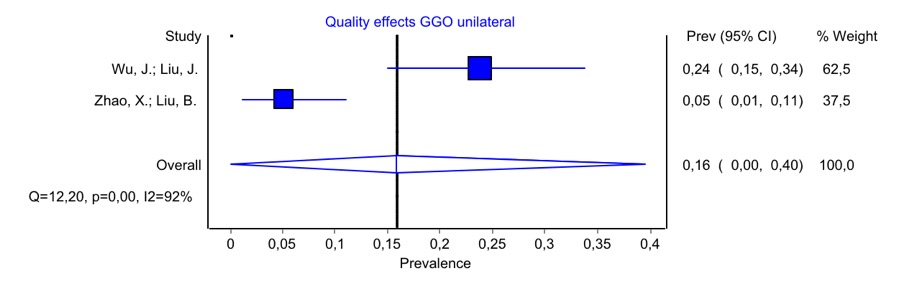 Quality effects GGO unilateral
Study Prev (95% CI) % Weight
Wu, J.; Liu, J. 0,24 ( 0,15, 0,34) 62,5
Zhao, X.; Liu, B. 0,05 ( 0,01, 0,11) 37,5
Overall 0,16 ( 0,00, 0,40) 100,0
Q=12,20, p=0,00, I2=92%
0 0,05 0,1 0,15 0,2 0,25 0,3 0,35 0,4
Prevalence